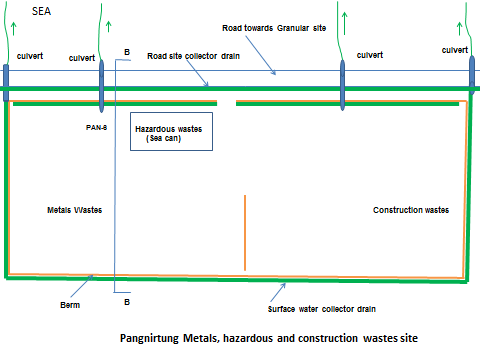 SEA
Road towards Granular site
culvert
culvert
B
Road site collector drain
culvert
culvert
PAN-6
Hazardous wastes
(Sea can)
Metals Wastes
Construction wastes
Berm
B
Surface water collector drain
Pangnirtung Metals, hazardous and construction wastes site